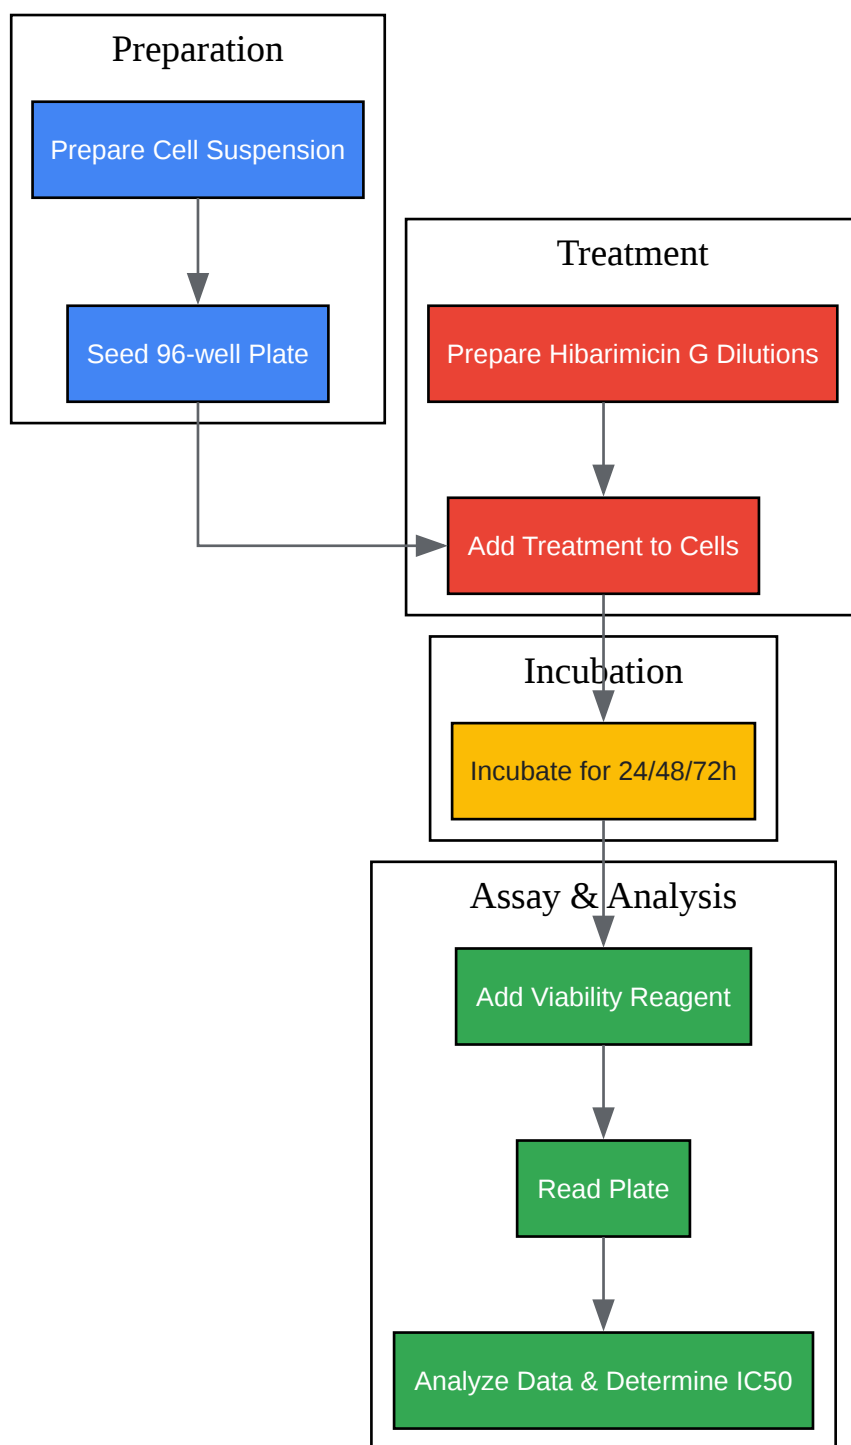 Preparation
Prepare Cell Suspension
Seed 96-well Plate
Treatment
Prepare Hibarimicin G Dilutions
Add Treatment to Cells
Incubation
Incubate for 24/48/72h
Assay & Analysis
Add Viability Reagent
Read Plate
Analyze Data & Determine IC50